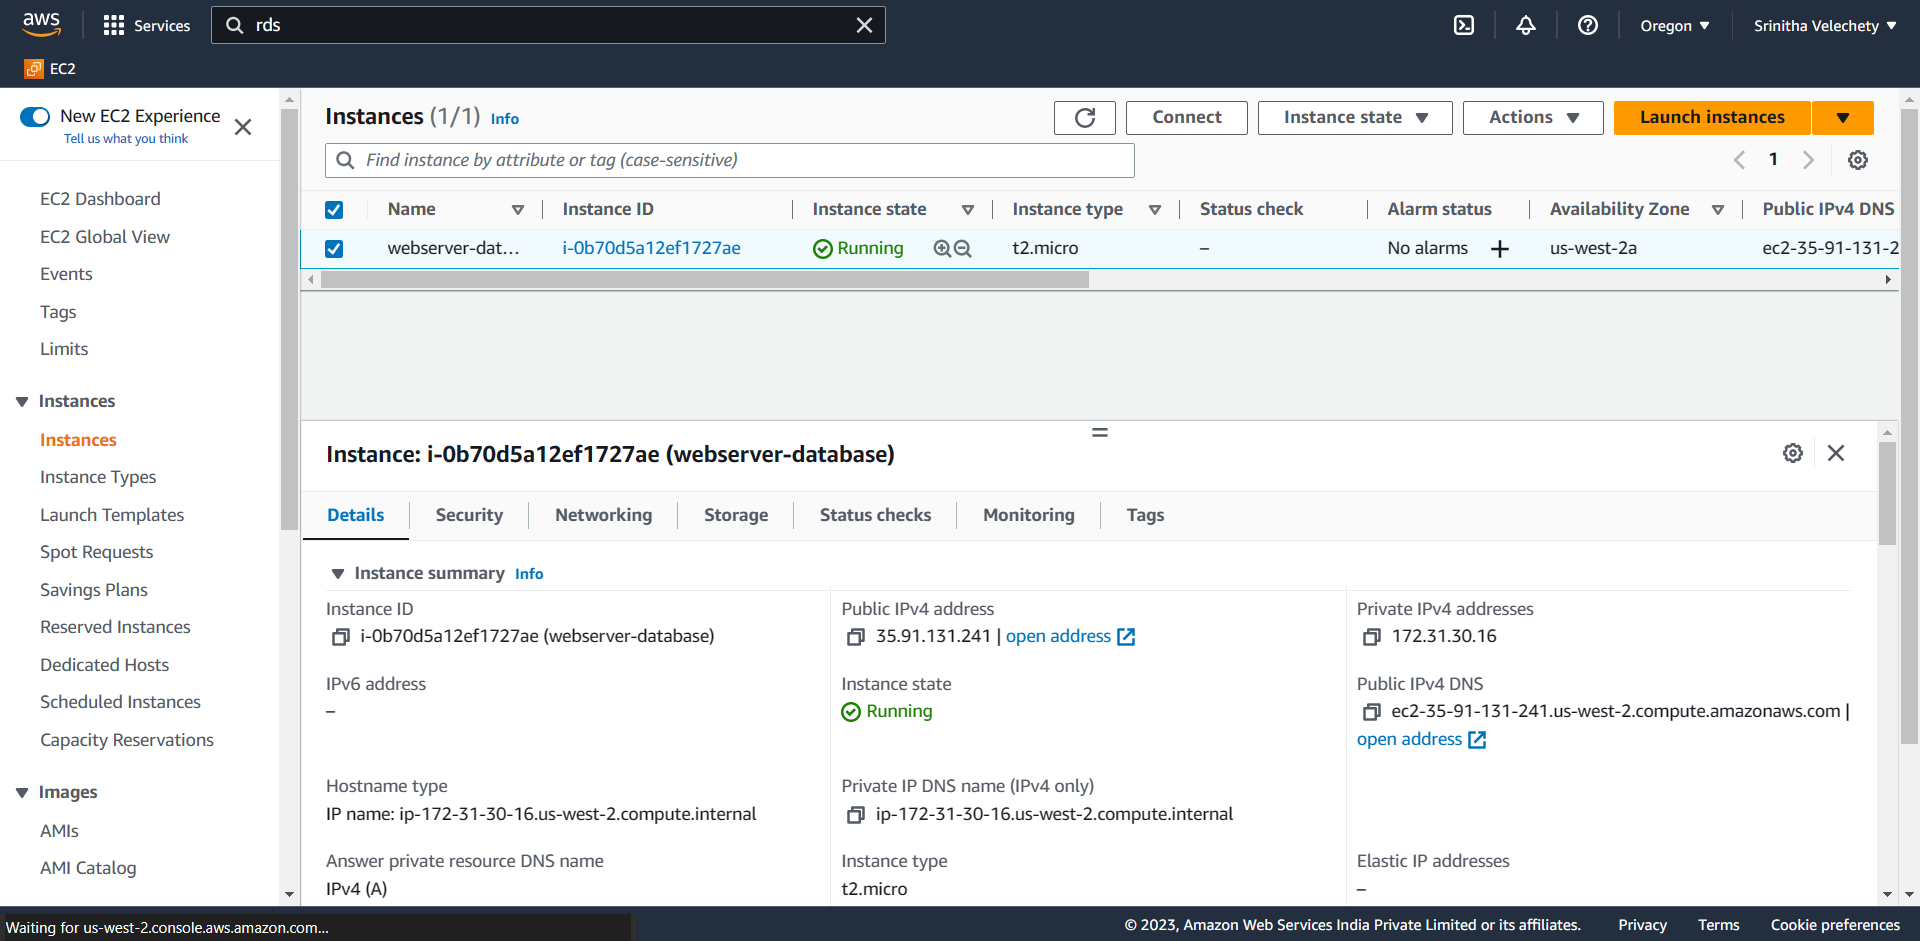 aws
Services
rds
Oregon ▼
Srinitha Velechety ▼
EC2
New EC2 Experience
Tell us what you think
EC2 Dashboard
EC2 Global View
Events
Tags
Limits
Instances
Instances
Instance Types
Launch Templates
Spot Requests
Savings Plans
Reserved Instances
Dedicated Hosts
Scheduled Instances
Capacity Reservations
Images
AMIs
AMI Catalog
Instances (1/1) Info
Connect
Instance state ▼
Actions ▼
Launch instances
Find instance by attribute or tag (case-sensitive)
1
Name Instance ID Instance state Instance type Status check Alarm status Availability Zone Public IPv4 DNS
webserver-dat... i-0b70d5a12ef1727ae Running t2.micro – No alarms + us-west-2a ec2-35-91-131-2
Instance: i-0b70d5a12ef1727ae (webserver-database)
Details Security Networking Storage Status checks Monitoring Tags
Instance summary Info
Instance ID
i-0b70d5a12ef1727ae (webserver-database)
Public IPv4 address
35.91.131.241 | open address
Private IPv4 addresses
172.31.30.16
IPv6 address
–
Instance state
Running
Public IPv4 DNS
ec2-35-91-131-241.us-west-2.compute.amazonaws.com |
open address
Hostname type
IP name: ip-172-31-30-16.us-west-2.compute.internal
Private IP DNS name (IPv4 only)
ip-172-31-30-16.us-west-2.compute.internal
Answer private resource DNS name
IPv4 (A)
Instance type
t2.micro
Elastic IP addresses
–
Waiting for us-west-2.console.aws.amazon.com...
© 2023, Amazon Web Services India Private Limited or its affiliates.
Privacy
Terms
Cookie preferences